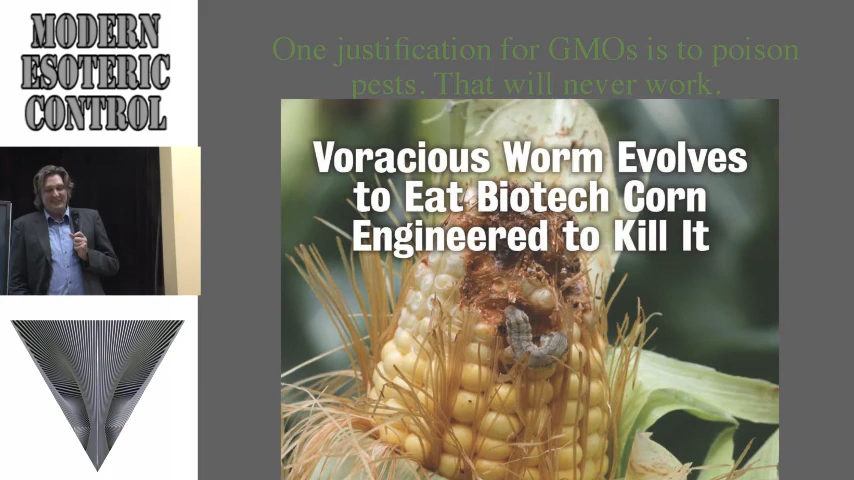 MODERN
ESOTERIC
CONTROL
One justification for GMOs is to poison
pests. That will never work.
Voracious Worm Evolves
to Eat Biotech Corn
Engineered to Kill It